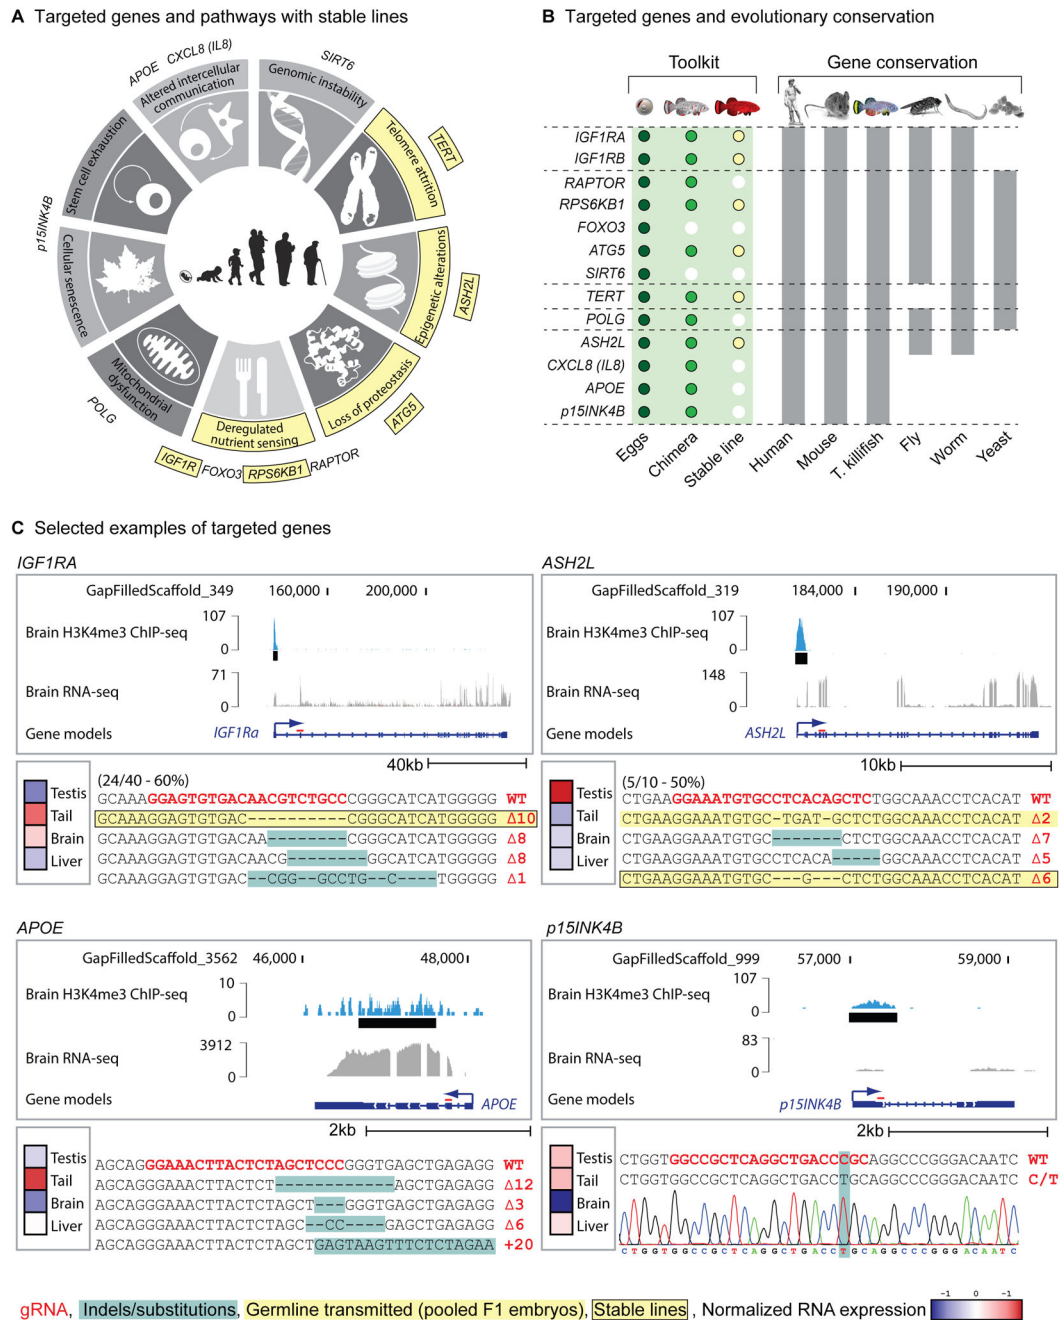 A Targeted genes and pathways with stable lines
APOE CXCL8 (IL8)
SIRT6
Altered intercellular communication
Genomic instability
Telomere attrition
TERT
Stem cell exhaustion
p15INK4B
Cellular senescence
Epigenetic alterations
ASH2L
Mitochondrial dysfunction
POLG
Deregulated nutrient sensing
Loss of proteostasis
ATG5
IGF1R FOXO3 RPS6KB1 RAPTOR
B Targeted genes and evolutionary conservation
Toolkit Gene conservation
IGF1RA
IGF1RB
RAPTOR
RPS6KB1
FOXO3
ATG5
SIRT6
TERT
POLG
ASH2L
CXCL8 (IL8)
APOE
p15INK4B
Eggs Chimera Stable line Human Mouse T. killifish Fly Worm Yeast
C Selected examples of targeted genes
IGF1RA
GapFilledScaffold_349 160,000 200,000
Brain H3K4me3 ChIP-seq 107 0
Brain RNA-seq 71 0
Gene models IGF1Ra
40kb
Testis
Tail
Brain
Liver
(24/40 - 60%)
GCAAAGGAGTGTGACAACGTCTGCCCGGGCATCATGGGGG WT
GCAAAGGAGTGTGAC----------CGGGCATCATGGGGG Δ10
GCAAAGGAGTGTGACAA--------CGGGCATCATGGGGG Δ8
GCAAAGGAGTGTGACAACG--------GGCATCATGGGGG Δ8
GCAAAGGAGTGTGAC--CGG--GCCTG--C----TGGGGG Δ1
ASH2L
GapFilledScaffold_319 184,000 190,000
Brain H3K4me3 ChIP-seq 107 0
Brain RNA-seq 148 0
Gene models ASH2L
10kb
Testis
Tail
Brain
Liver
(5/10 - 50%)
CTGAAGGAAATGTGCCTCACAGCTCTGGCAAACCTCACAT WT
CTGAAGGAAATGTGC-TGAT-GCTCTGGCAAACCTCACAT Δ2
CTGAAGGAAATGTGC-------CTCTGGCAAACCTCACAT Δ7
CTGAAGGAAATGTGCCTCACA-----GGCAAACCTCACAT Δ5
CTGAAGGAAATGTGC---G---CTCTGGCAAACCTCACAT Δ6
APOE
GapFilledScaffold_3562 46,000 48,000
Brain H3K4me3 ChIP-seq 10 0
Brain RNA-seq 3912 0
Gene models APOE
2kb
Testis
Tail
Brain
Liver
AGCAGGGAAACTTACTCTAGCTCCCGGGTGAGCTGAGAGG WT
AGCAGGGAAACTTACTCT------------AGCTGAGAGG Δ12
AGCAGGGAAACTTACTCTAGCT---GGGTGAGCTGAGAGG Δ3
AGCAGGGAAACTTACTCTAGC--CC----GAGCTGAGAGG Δ6
AGCAGGGAAACTTACTCTAGCTGAGTAAGTTTCTCTAGAA +20
p15INK4B
GapFilledScaffold_999 57,000 59,000
Brain H3K4me3 ChIP-seq 107 0
Brain RNA-seq 83 0
Gene models p15INK4B
2kb
Testis
Tail
Brain
Liver
CTGGTGGCCGCTCAGGCTGACCCGCAGGCCCGGGACAATC WT
CTGGTGGCCGCTCAGGCTGACCTGCAGGCCCGGGACAATC C/T
CTGGTGGCCGCTCAGGCTGACCTGCAGGCCCGGGACAATC
gRNA, Indels/substitutions, Germline transmitted (pooled F1 embryos), Stable lines , Normalized RNA expression -1 0 -1